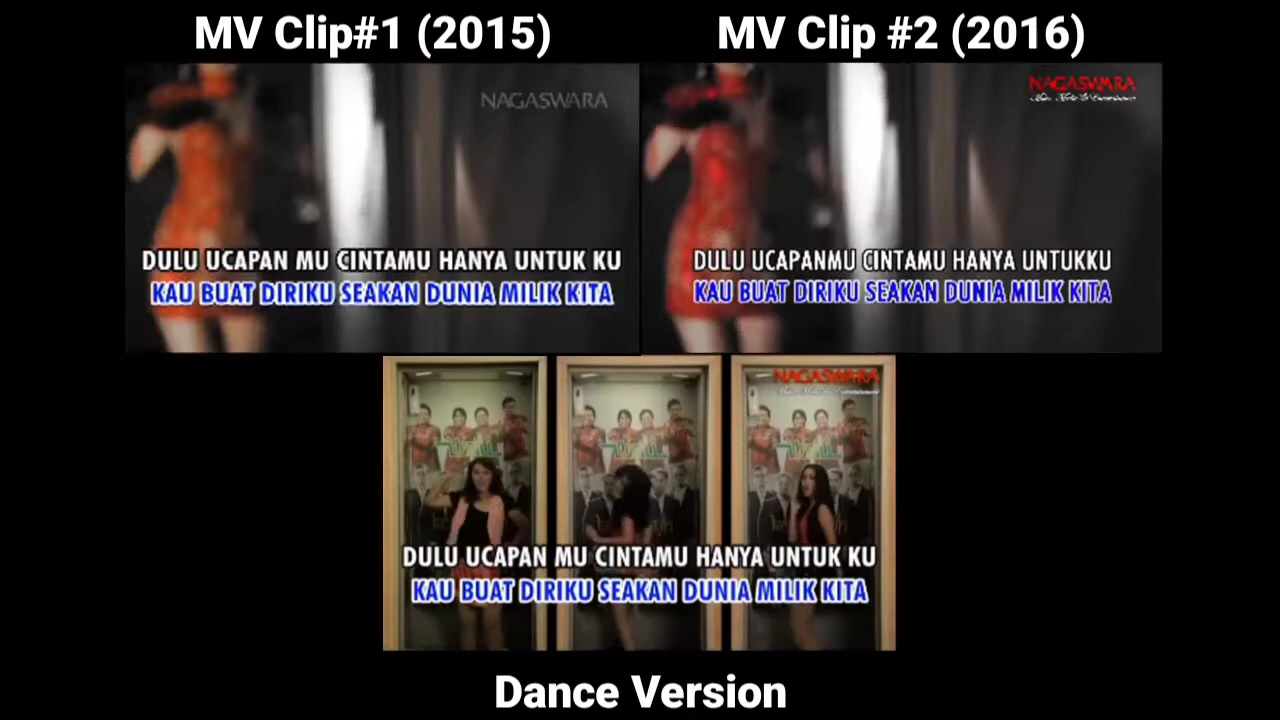 MV Clip#1 (2015)
MV Clip #2 (2016)
NAGASWARA
NAGASWARA
DULU UCAPAN MU CINTAMU HANYA UNTUK KU
KAU BUAT DIRIKU SEAKAN DUNIA MILIK KITA
DULU UCAPANMU CINTAMU HANYA UNTUKKU
KAU BUAT DIRIKU SEAKAN DUNIA MILIK KITA
NAGASWARA
DULU UCAPAN MU CINTAMU HANYA UNTUK KU
KAU BUAT DIRIKU SEAKAN DUNIA MILIK KITA
Dance Version